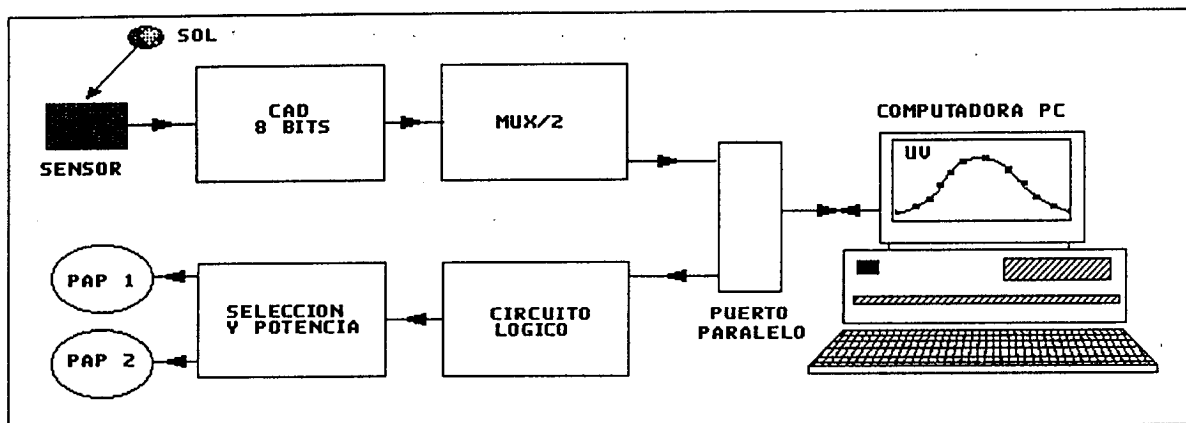 SOL
SENSOR
CAD
8 BITS
MUX/2
COMPUTADORA PC
UV
PUERTO
PARALELO
CIRCUITO
LOGICO
SELECCION
Y POTENCIA
PAP 1
PAP 2